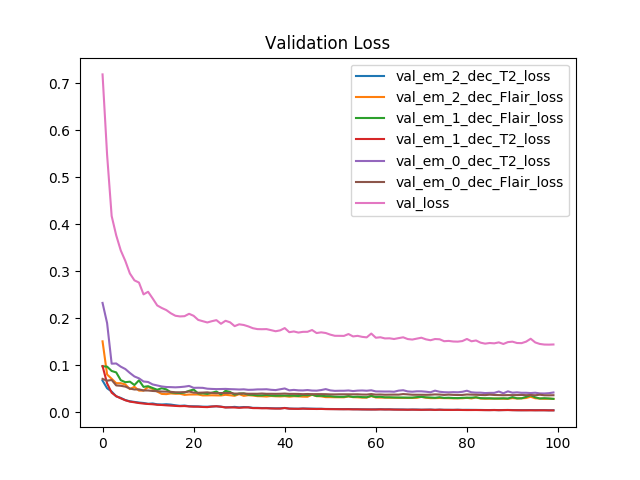 Validation Loss
val_em_2_dec_T2_loss
val_em_2_dec_Flair_loss
val_em_1_dec_Flair_loss
val_em_1_dec_T2_loss
val_em_0_dec_T2_loss
val_em_0_dec_Flair_loss
val_loss
0.7
0.6
0.5
0.4
0.3
0.2
0.1
0.0
0 20 40 60 80 100